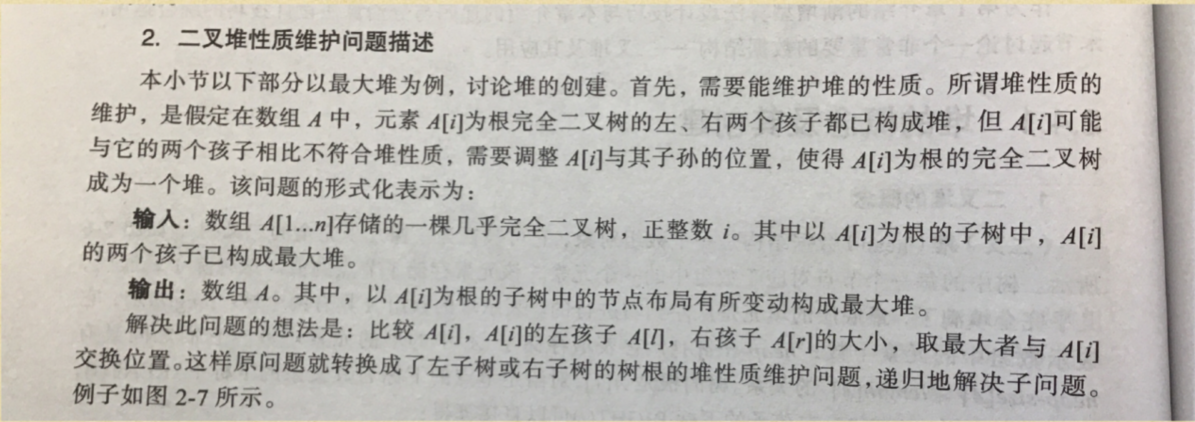 2. 二叉堆性质维护问题描述
本小节以下部分以最大堆为例，讨论堆的创建。首先，需要能维护堆的性质。所谓堆性质的
维护，是假定在数组 A 中，元素 A[i]为根完全二叉树的左、右两个孩子都已构成堆，但 A[i]可能
与它的两个孩子相比不符合堆性质，需要调整 A[i]与其子孙的位置，使得 A[i]为根的完全二叉树
成为一个堆。该问题的形式化表示为：
输入：数组 A[1...n]存储的一棵几乎完全二叉树，正整数 i。其中以 A[i]为根的子树中，A[i]
的两个孩子已构成最大堆。
输出：数组 A。其中，以 A[i]为根的子树中的节点布局有所变动构成最大堆。
解决此问题的想法是：比较 A[i]，A[i]的左孩子 A[l]，右孩子 A[r]的大小，取最大者与 A[i]
交换位置。这样原问题就转换成了左子树或右子树的树根的堆性质维护问题，递归地解决子问题。
例子如图 2-7 所示。